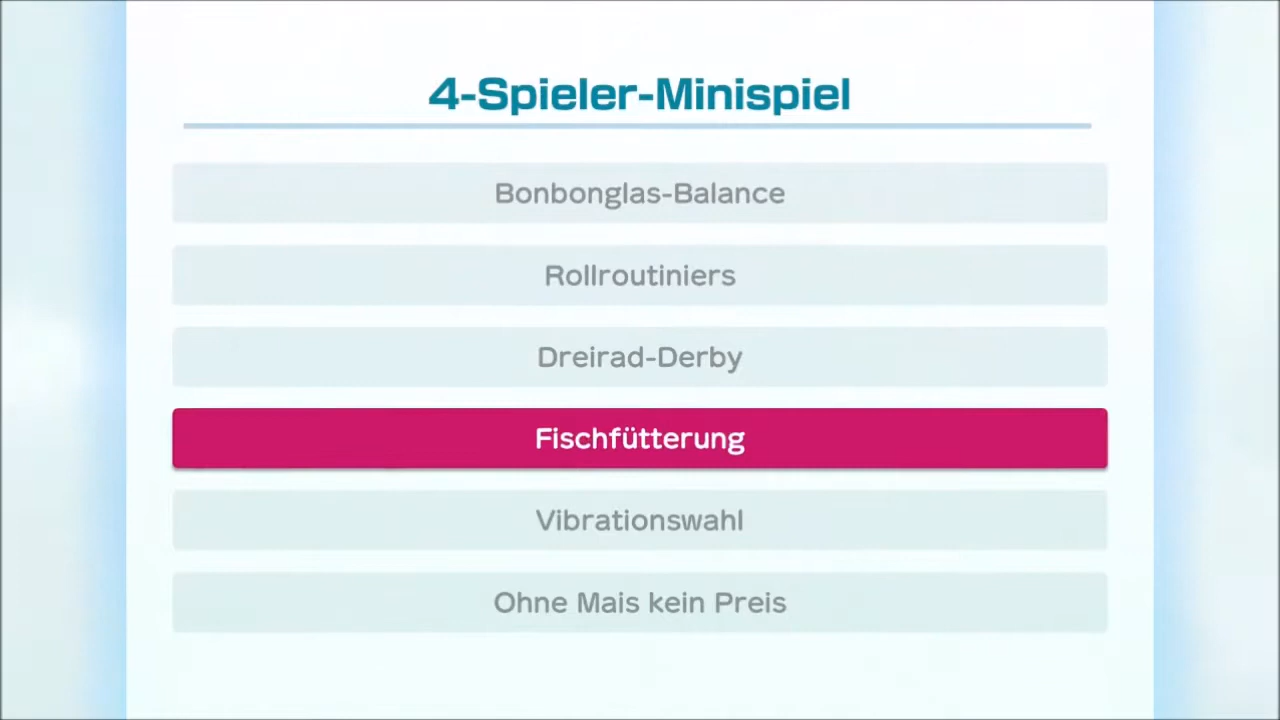 4-Spieler-Minispiel
Bonbonglas-Balance
Rollroutiniers
Dreirad-Derby
Fischfütterung
Vibrationswahl
Ohne Mais kein Preis